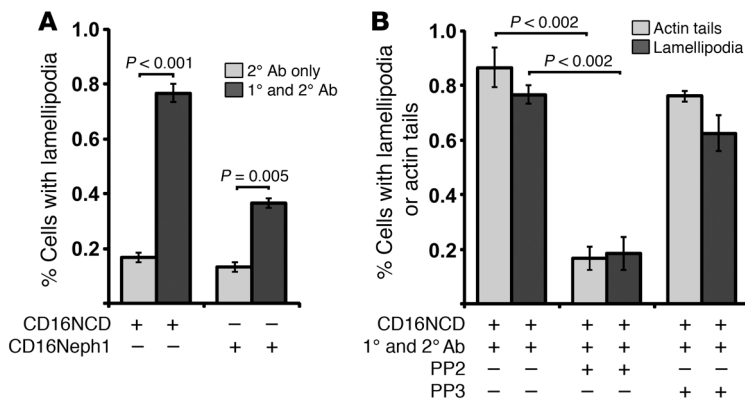 A
% Cells with lamellipodia
1.0
0.8
0.6
0.4
0.2
P < 0.001
P = 0.005
2° Ab only
1° and 2° Ab
CD16NCD + + − −
CD16Neph1 − − + +
B
% Cells with lamellipodia
or actin tails
1.0
0.8
0.6
0.4
0.2
P < 0.002
P < 0.002
Actin tails
Lamellipodia
CD16NCD + + + + + +
1° and 2° Ab + + + + + +
PP2 − − + + − −
PP3 − − − − + +